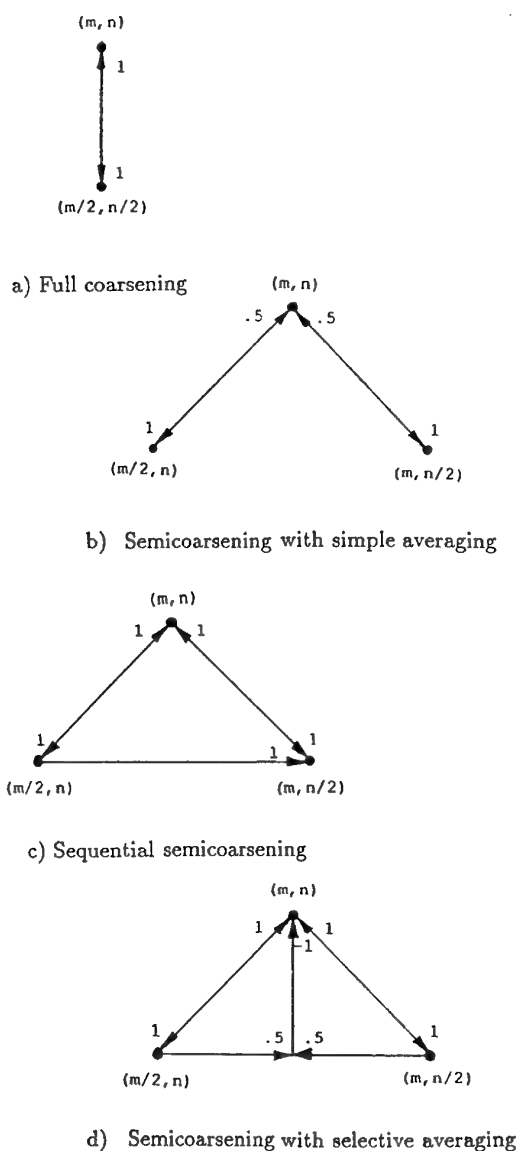 (m,n)
1
1
(m/2,n/2)
a) Full coarsening
(m,n)
.5 .5
1 1
(m/2,n) (m,n/2)
b) Semicoarsening with simple averaging
(m,n)
1 1
1 1 1
(m/2,n) (m,n/2)
c) Sequential semicoarsening
(m,n)
1 1
-1
1 .5 .5 1
(m/2,n) (m,n/2)
d) Semicoarsening with selective averaging